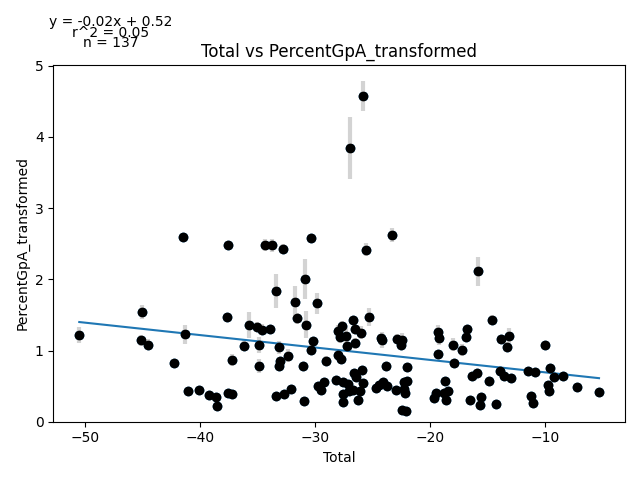 y = -0.02x + 0.52
r^2 = 0.05
n = 137
Total vs PercentGpA_transformed
PercentGpA_transformed
5
4
3
2
1
0
−50 −40 −30 −20 −10
Total